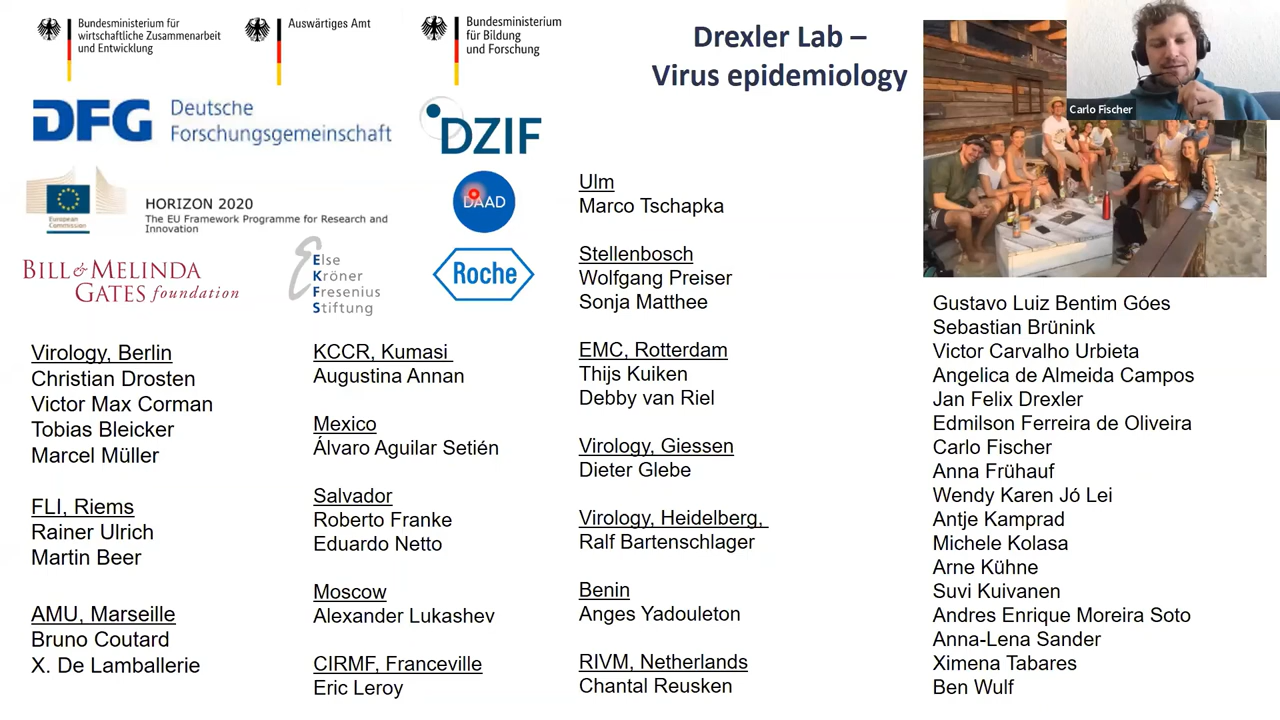 Bundesministerium für
wirtschaftliche Zusammenarbeit
und Entwicklung
Auswärtiges Amt
Bundesministerium
für Bildung
und Forschung
Drexler Lab –
Virus epidemiology
Carlo Fischer
DFG
Deutsche
Forschungsgemeinschaft
DZIF
European
Commission
HORIZON 2020
The EU Framework Programme for Research and
Innovation
DAAD
BILL & MELINDA
GATES foundation
Else
Kröner
Fresenius
Stiftung
Roche
Virology, Berlin
Christian Drosten
Victor Max Corman
Tobias Bleicker
Marcel Müller
FLI, Riems
Rainer Ulrich
Martin Beer
AMU, Marseille
Bruno Coutard
X. De Lamballerie
KCCR, Kumasi
Augustina Annan
Mexico
Álvaro Aguilar Setién
Salvador
Roberto Franke
Eduardo Netto
Moscow
Alexander Lukashev
CIRMF, Franceville
Eric Leroy
Ulm
Marco Tschapka
Stellenbosch
Wolfgang Preiser
Sonja Matthee
EMC, Rotterdam
Thijs Kuiken
Debby van Riel
Virology, Giessen
Dieter Glebe
Virology, Heidelberg,
Ralf Bartenschlager
Benin
Anges Yadouleton
RIVM, Netherlands
Chantal Reusken
Gustavo Luiz Bentim Góes
Sebastian Brünink
Victor Carvalho Urbieta
Angelica de Almeida Campos
Jan Felix Drexler
Edmilson Ferreira de Oliveira
Carlo Fischer
Anna Frühauf
Wendy Karen Jó Lei
Antje Kamprad
Michele Kolasa
Arne Kühne
Suvi Kuivanen
Andres Enrique Moreira Soto
Anna-Lena Sander
Ximena Tabares
Ben Wulf